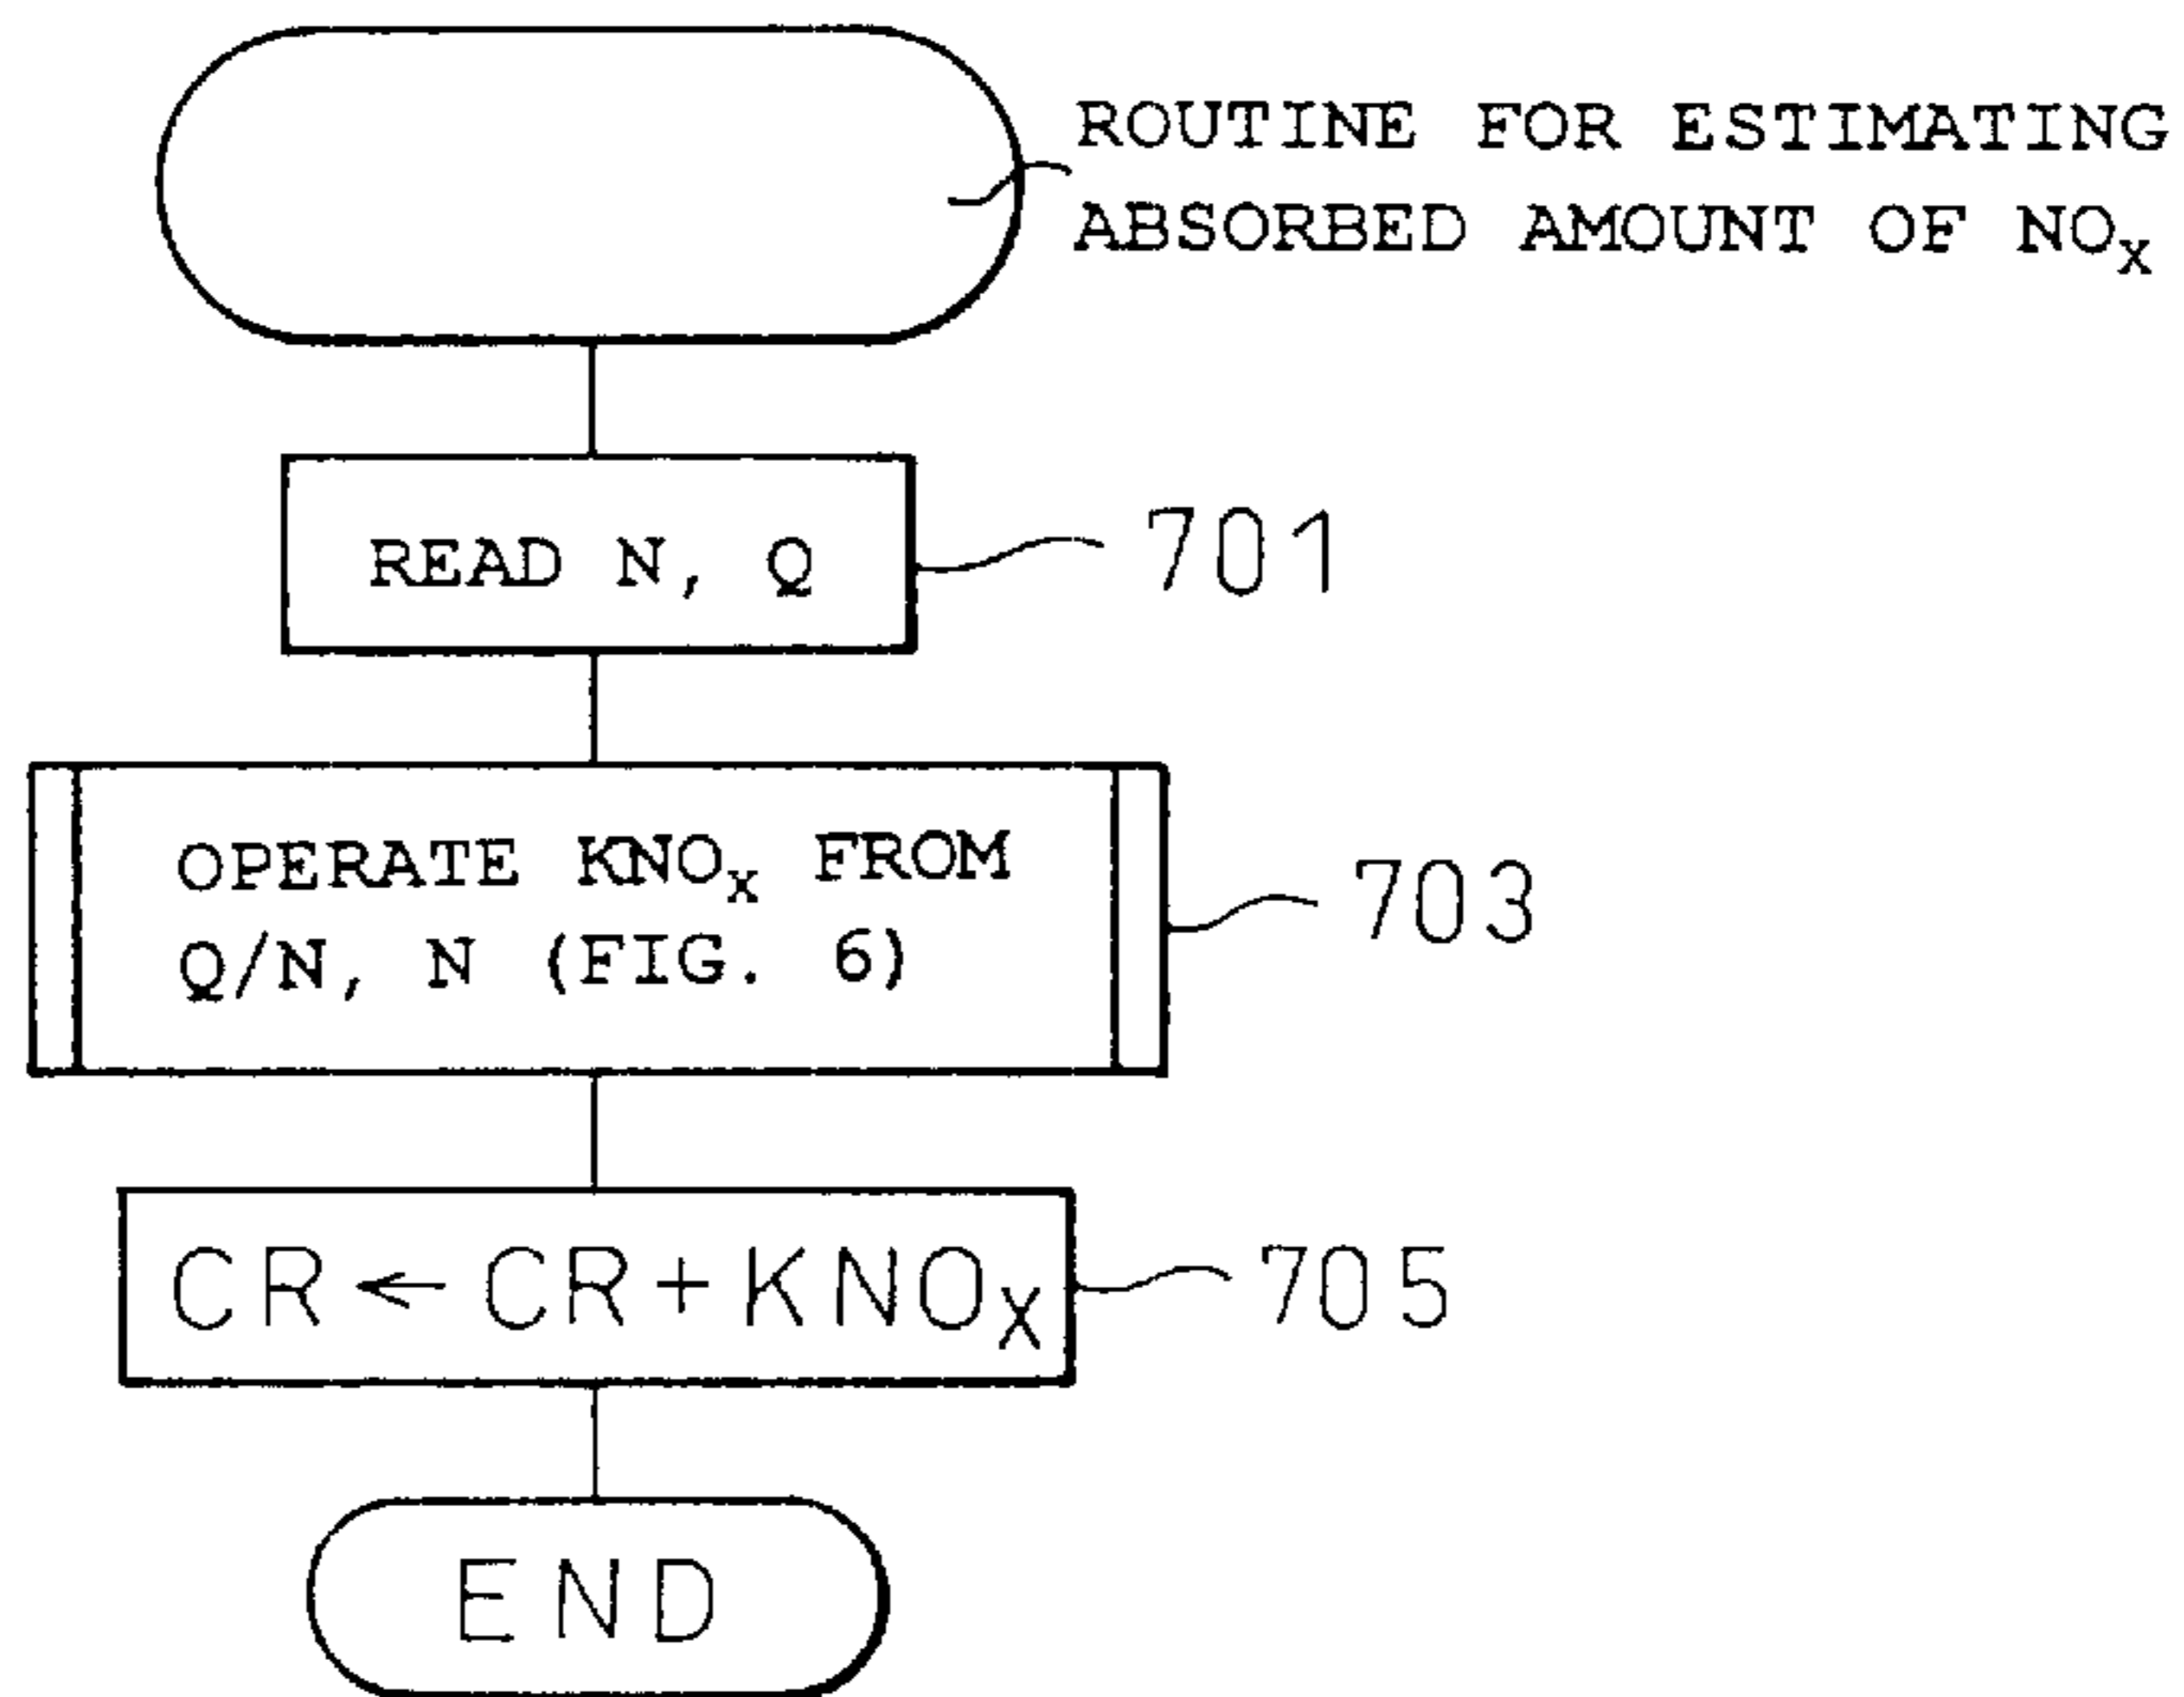 ROUTINE FOR ESTIMATING
ABSORBED AMOUNT OF NOx
READ N, Q
701
OPERATE KNOx FROM
Q/N, N (FIG. 6)
703
CR ← CR + KNOx
705
END